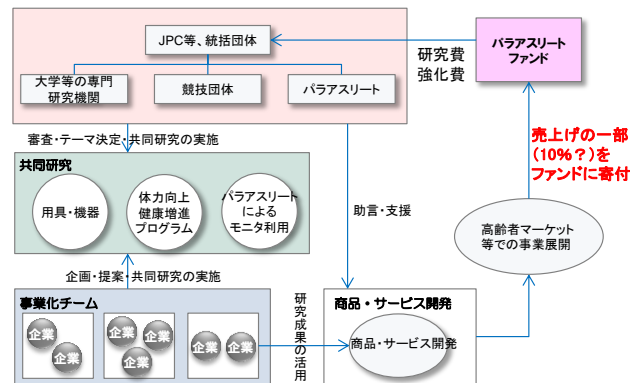 JPC等、統括団体
大学等の専門
研究機関
競技団体
パラアスリート
研究費
強化費
パラアスリート
ファンド
審査・テーマ決定・共同研究の実施
共同研究
用具・機器
体力向上
健康増進
プログラム
パラアスリート
による
モニタ利用
助言・支援
売上げの一部
(10%?)を
ファンドに寄付
高齢者マーケット
等での事業展開
企画・提案・共同研究の実施
事業化チーム
企業
企業
企業
企業
企業
企業
企業
研究成果の活用
商品・サービス開発
商品・サービス開発